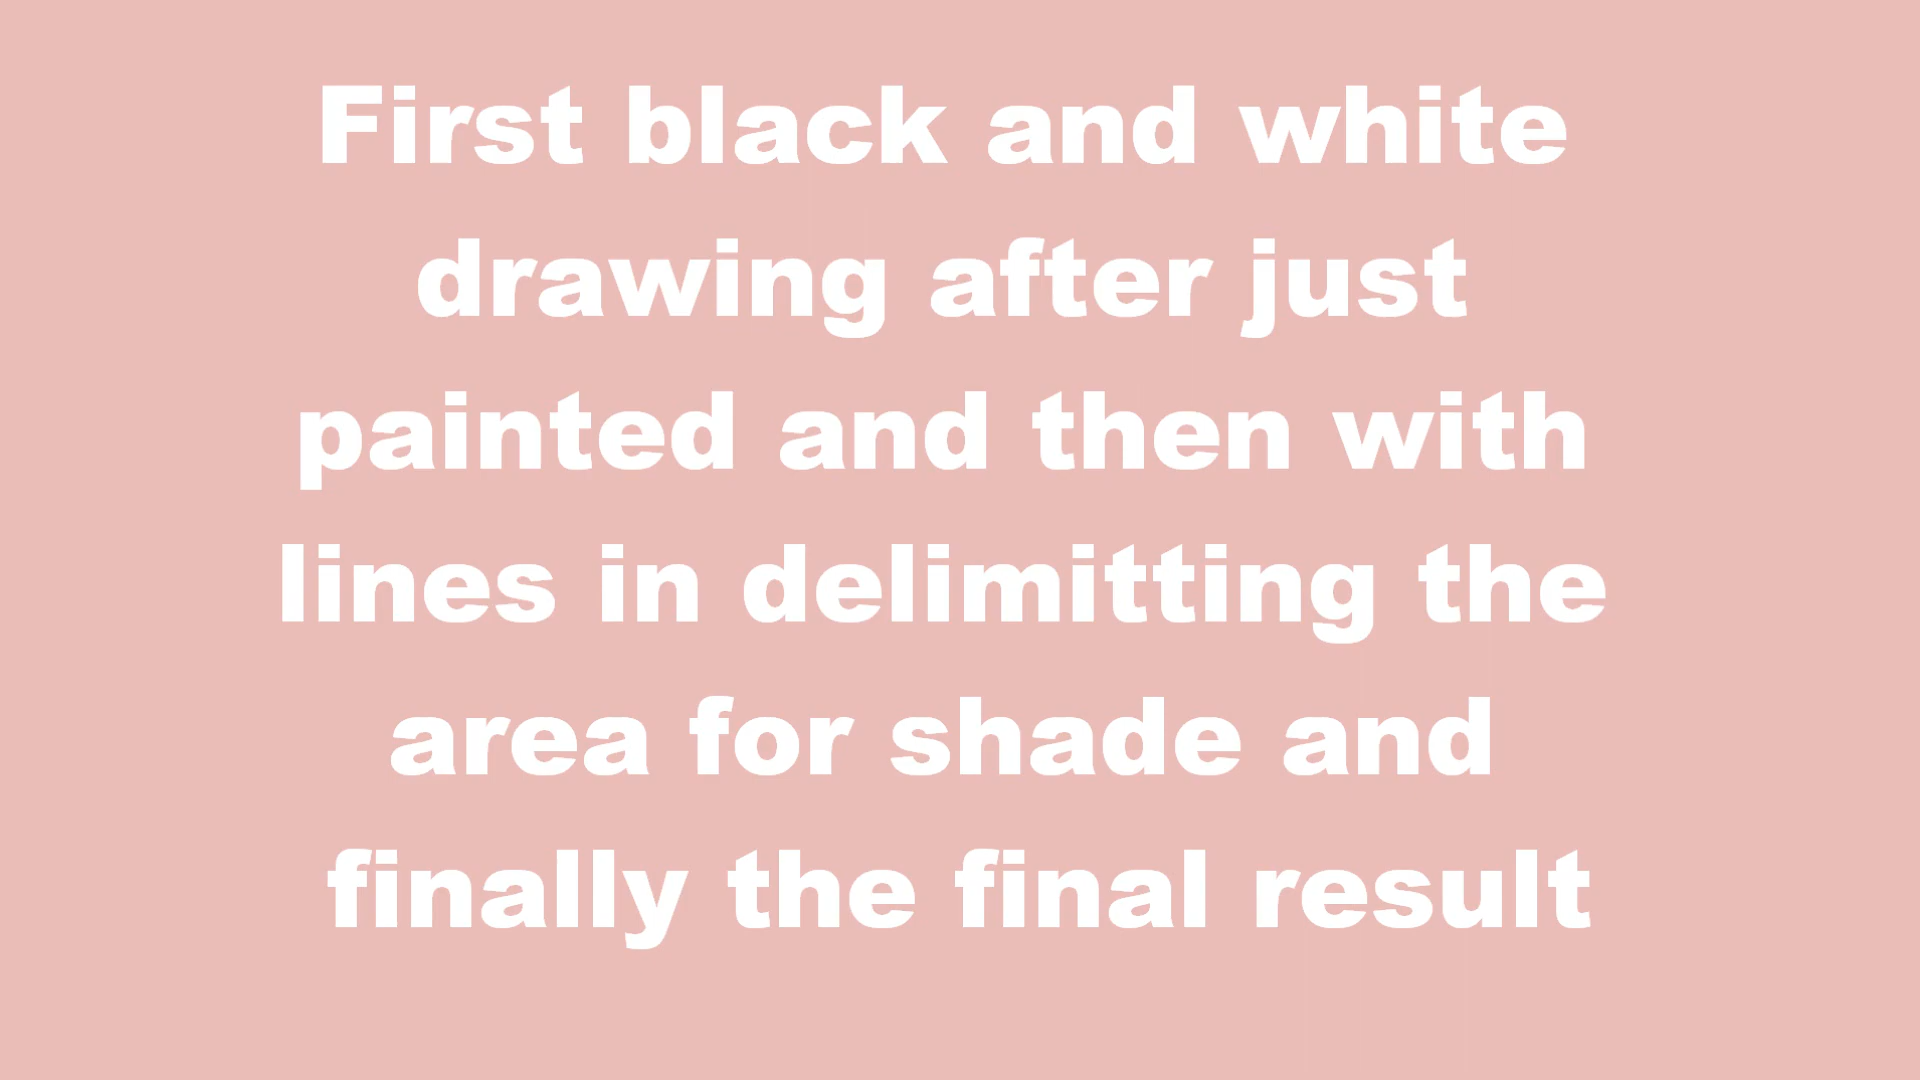 First black and white
drawing after just
painted and then with
lines in delimitting the
area for shade and
finally the final result